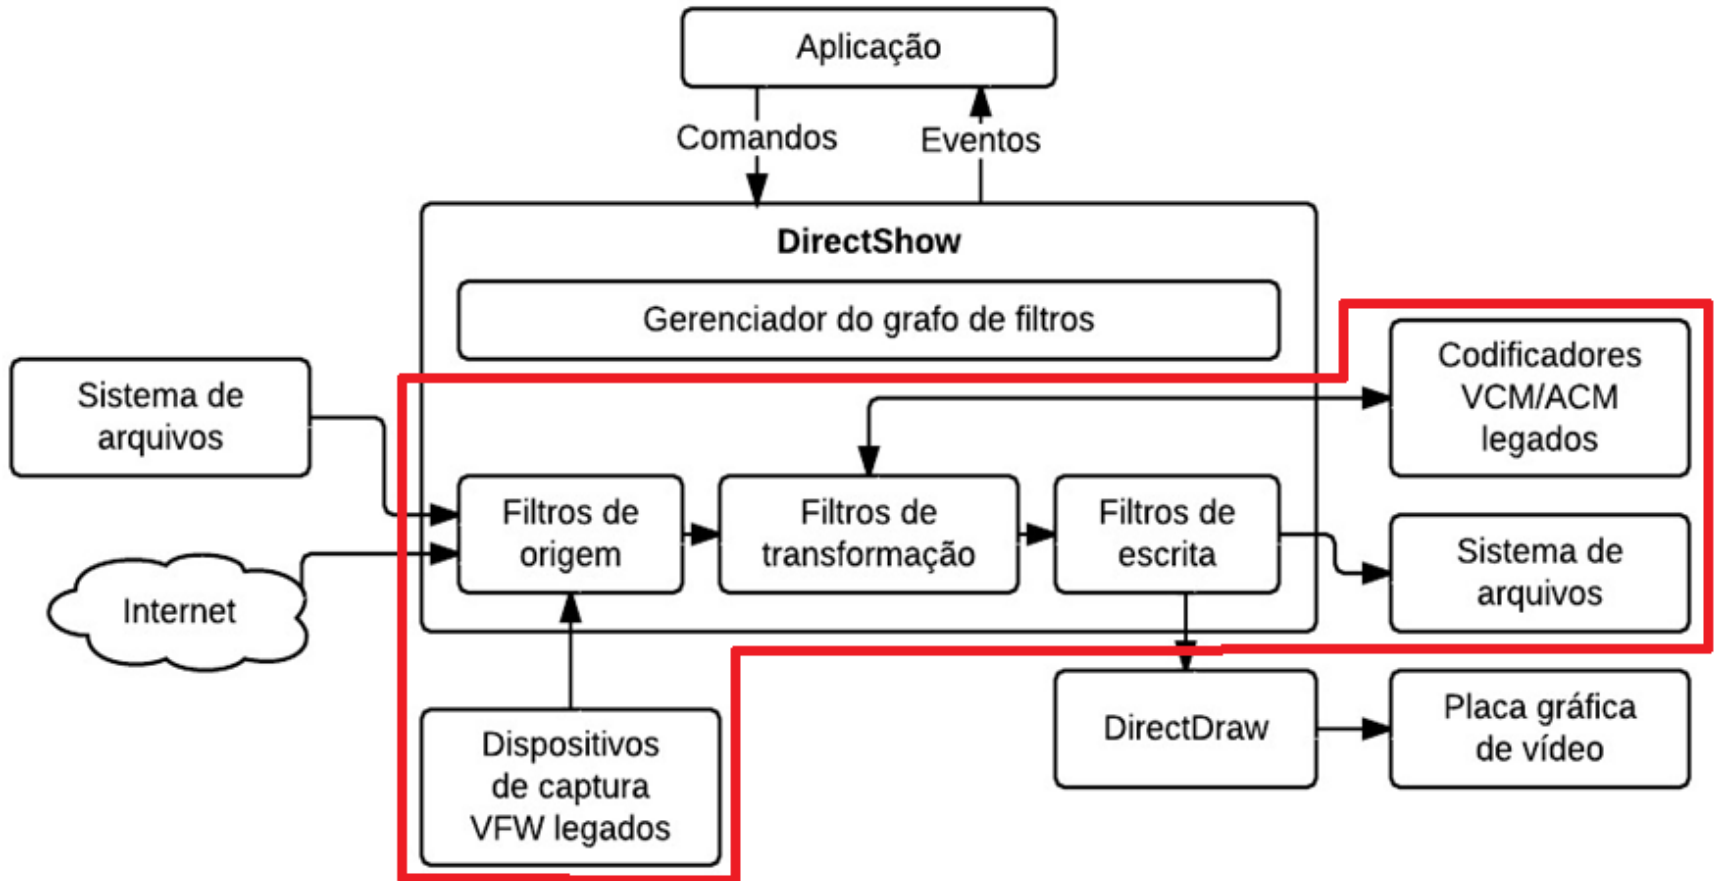 Aplicação
Comandos
Eventos
DirectShow
Gerenciador do grafo de filtros
Sistema de
arquivos
Internet
Filtros de
origem
Filtros de
transformação
Filtros de
escrita
Codificadores
VCM/ACM
legados
Sistema de
arquivos
Dispositivos
de captura
VFW legados
DirectDraw
Placa gráfica
de vídeo